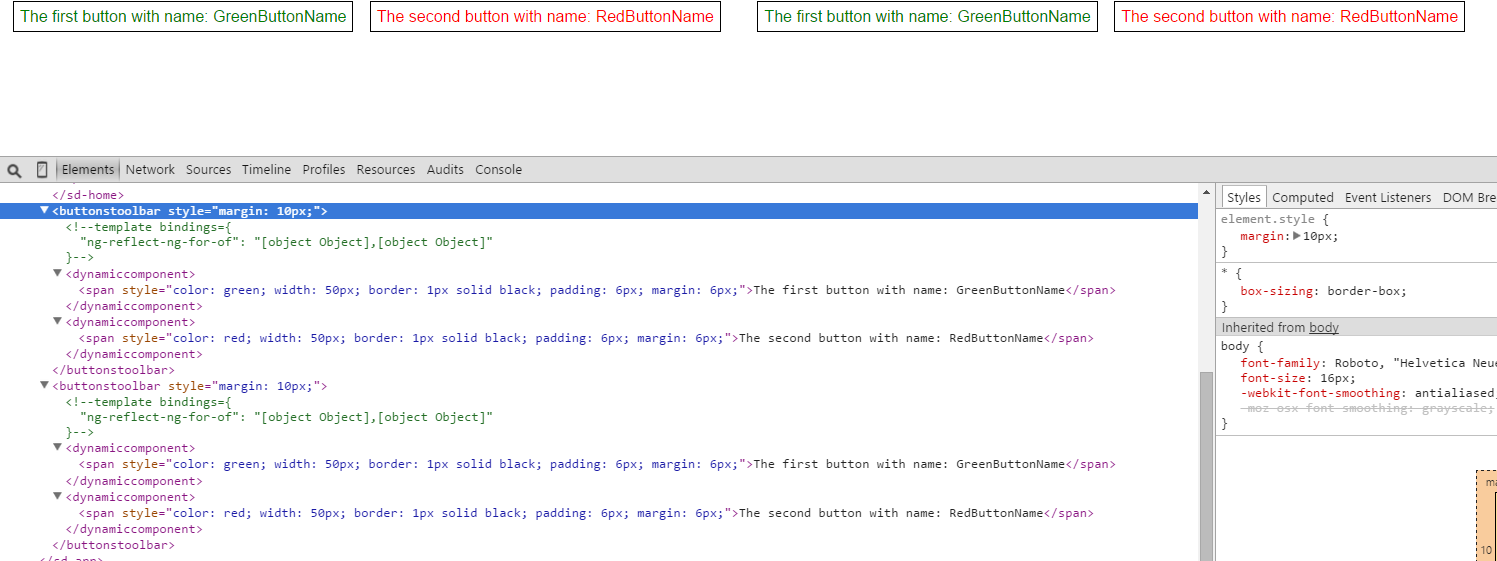 The first button with name: GreenButtonName The second button with name: RedButtonName The first button with name: GreenButtonName The second button with name: RedButtonName
Elements Network Sources Timeline Profiles Resources Audits Console
</sd-home>
<buttonstoolbar style="margin: 10px;">
<!--template bindings={
"ng-reflect-ng-for-of": "[object Object],[object Object]"
}-->
<dynamiccomponent>
<span style="color: green; width: 50px; border: 1px solid black; padding: 6px; margin: 6px;">The first button with name: GreenButtonName</span>
</dynamiccomponent>
<dynamiccomponent>
<span style="color: red; width: 50px; border: 1px solid black; padding: 6px; margin: 6px;">The second button with name: RedButtonName</span>
</dynamiccomponent>
</buttonstoolbar>
<buttonstoolbar style="margin: 10px;">
<!--template bindings={
"ng-reflect-ng-for-of": "[object Object],[object Object]"
}-->
<dynamiccomponent>
<span style="color: green; width: 50px; border: 1px solid black; padding: 6px; margin: 6px;">The first button with name: GreenButtonName</span>
</dynamiccomponent>
<dynamiccomponent>
<span style="color: red; width: 50px; border: 1px solid black; padding: 6px; margin: 6px;">The second button with name: RedButtonName</span>
</dynamiccomponent>
</buttonstoolbar>
</sd-app>
Styles Computed Event Listeners DOM Bre
element.style {
margin: 10px;
}
* {
box-sizing: border-box;
}
Inherited from body
body {
font-family: Roboto, "Helvetica Neue
font-size: 16px;
-webkit-font-smoothing: antialiased;
-moz-osx-font-smoothing: grayscale;
}
ma
10